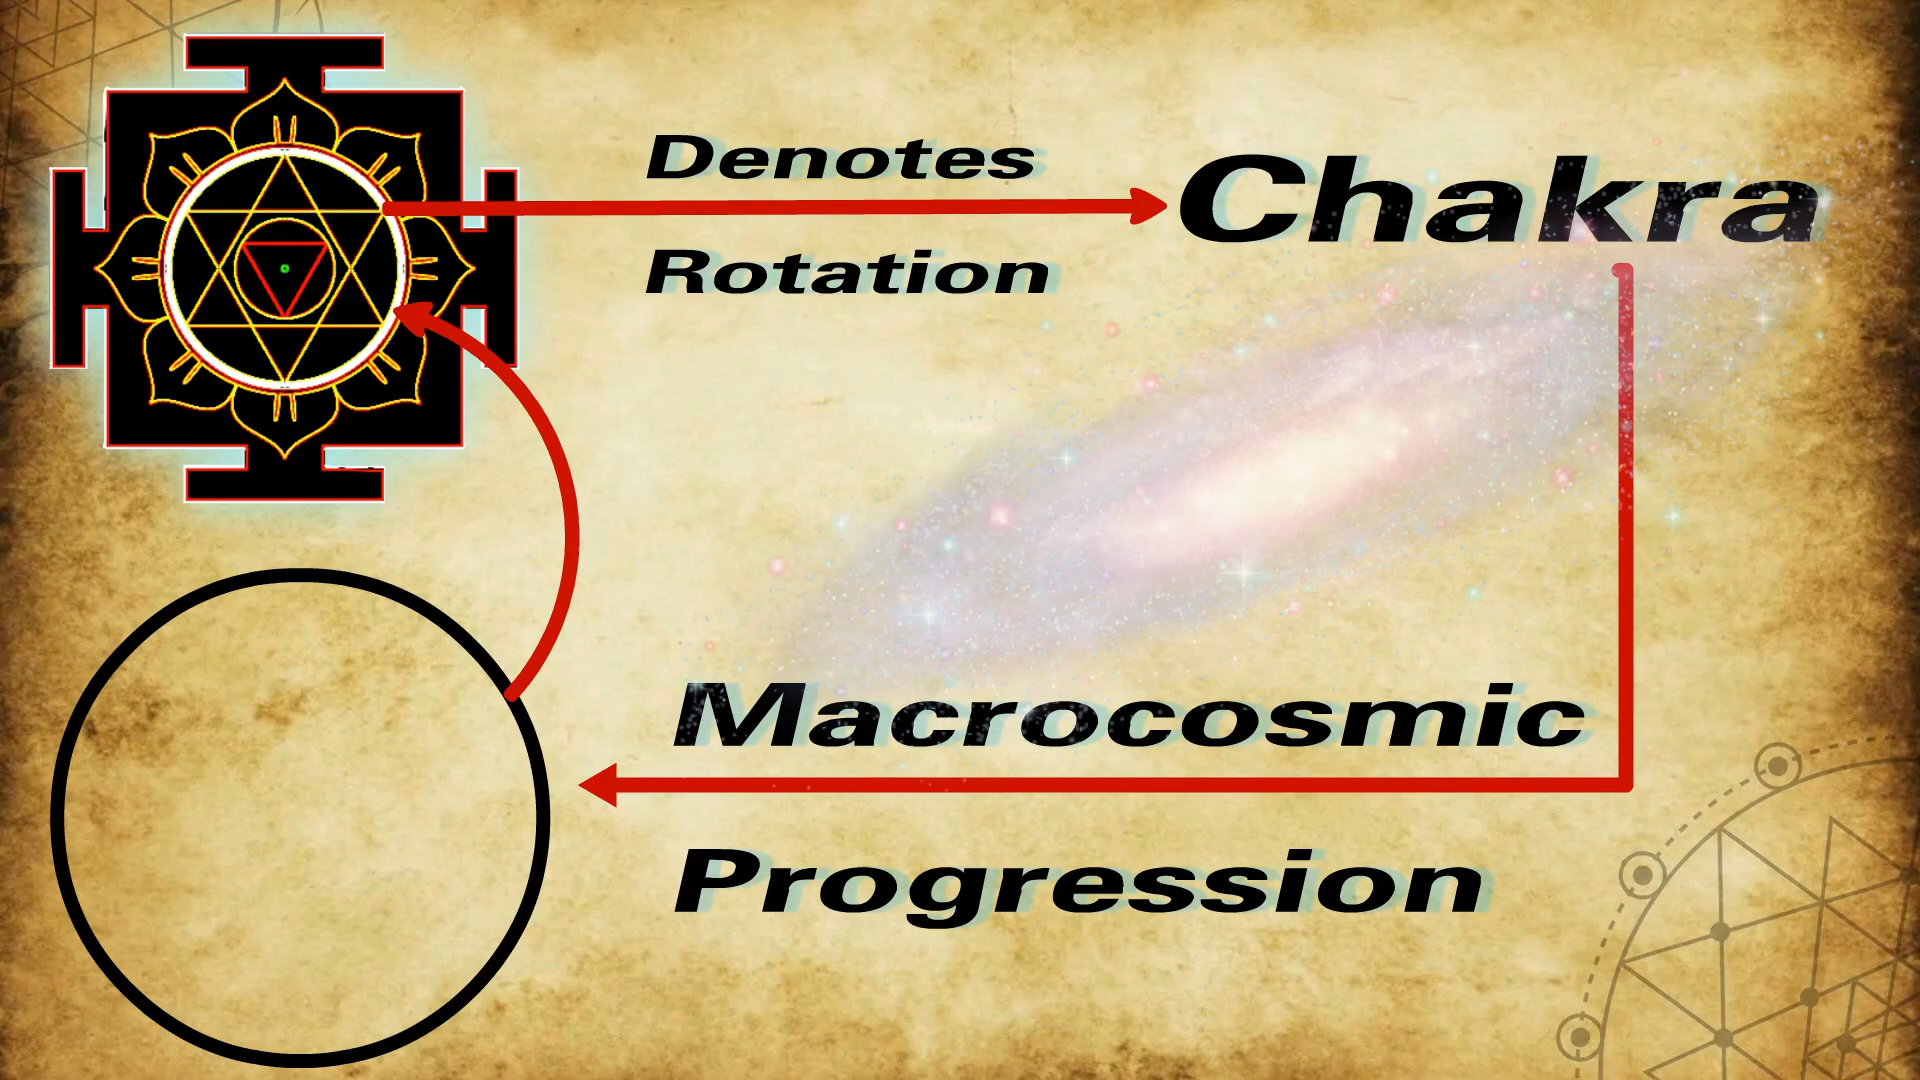 Denotes
Chakra
Rotation
Macrocosmic
Progression